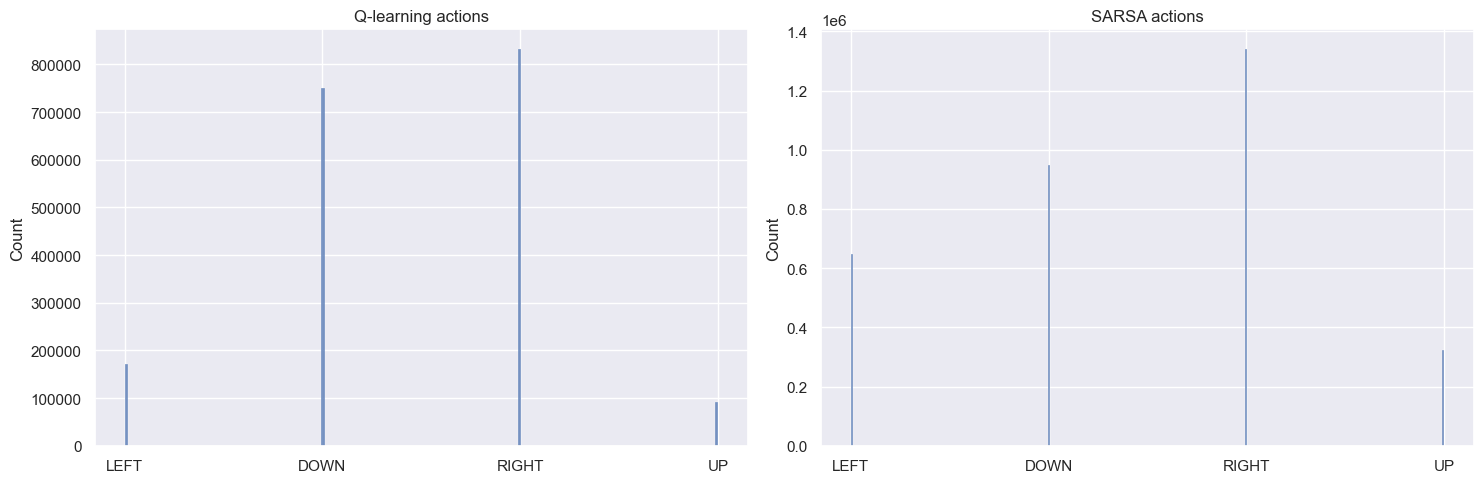 Q-learning actions
Count
800000
700000
600000
500000
400000
300000
200000
100000
0
LEFT DOWN RIGHT UP
SARSA actions
1e6
Count
1.4
1.2
1.0
0.8
0.6
0.4
0.2
0.0
LEFT DOWN RIGHT UP